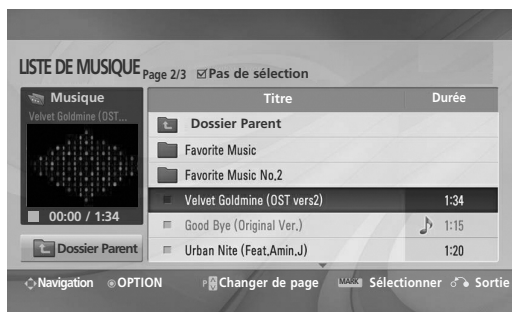 LISTE DE MUSIQUE Page 2/3 ☑Pas de sélection
Musique
Velvet Goldmine (OST...
00:00 / 1:34
Dossier Parent
Titre Durée
Dossier Parent
Favorite Music
Favorite Music No.2
Velvet Goldmine (OST vers2) 1:34
Good Bye (Original Ver.) 1:15
Urban Nite (Feat.Amin.J) 1:20
Navigation OPTION P Changer de page MARK Sélectionner Sortie